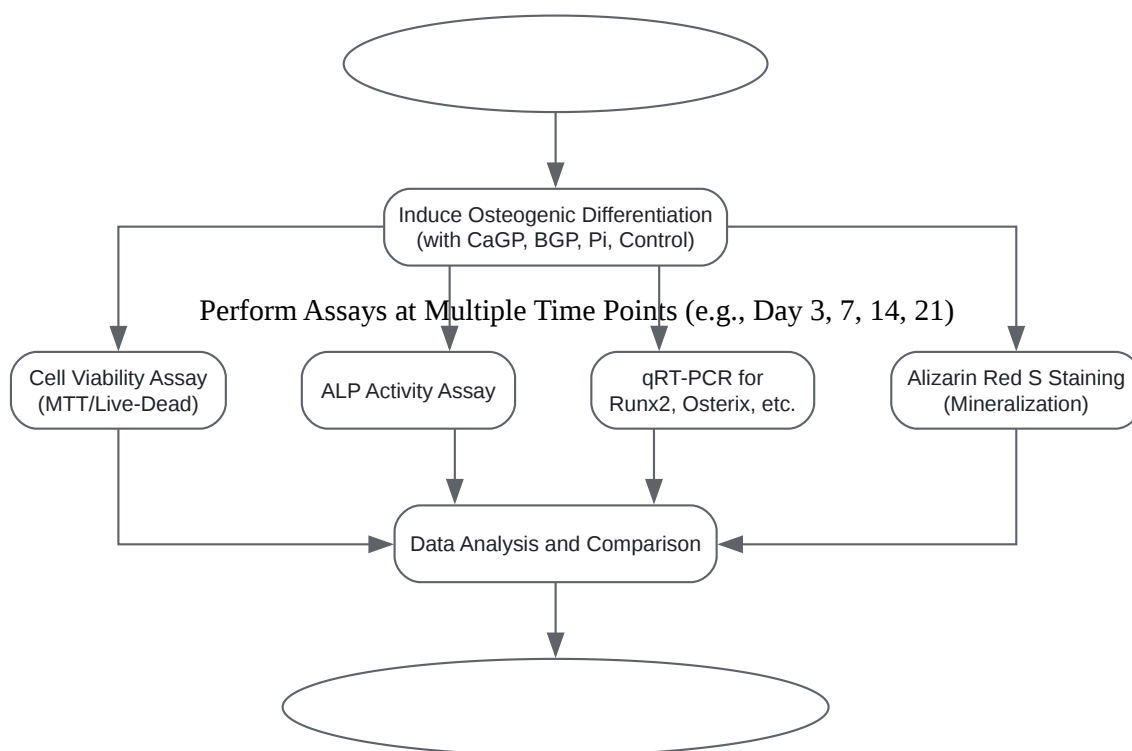 Induce Osteogenic Differentiation
(with CaGP, BGP, Pi, Control)
Perform Assays at Multiple Time Points (e.g., Day 3, 7, 14, 21)
Cell Viability Assay
(MTT/Live-Dead)
ALP Activity Assay
qRT-PCR for
Runx2, Osterix, etc.
Alizarin Red S Staining
(Mineralization)
Data Analysis and Comparison